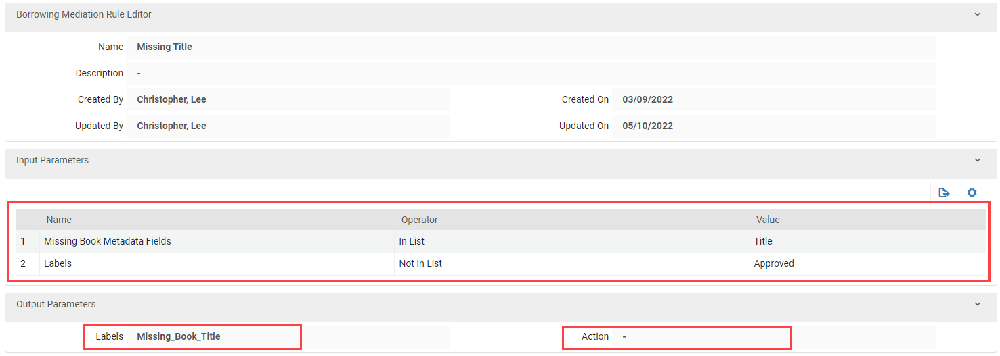 Borrowing Mediation Rule Editor
Name Missing Title
Description -
Created By Christopher, Lee Created On 03/09/2022
Updated By Christopher, Lee Updated On 05/10/2022
Input Parameters
Name Operator Value
1 Missing Book Metadata Fields In List Title
2 Labels Not In List Approved
Output Parameters
Labels Missing_Book_Title Action -